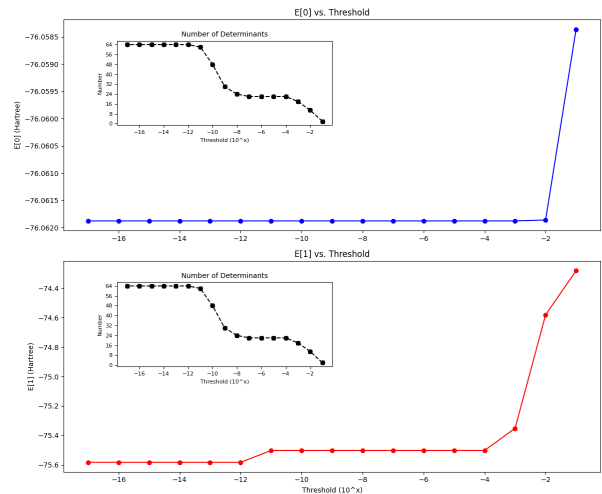 E[0] vs. Threshold
E[0] (Hartree)
−76.0585
−76.0590
−76.0595
−76.0600
−76.0605
−76.0610
−76.0615
−76.0620
−16 −14 −12 −10 −8 −6 −4 −2
Number of Determinants
Number
64
56
48
40
32
24
16
8
0
−16 −14 −12 −10 −8 −6 −4 −2
Threshold (10^x)
E[1] vs. Threshold
E[1] (Hartree)
−74.4
−74.6
−74.8
−75.0
−75.2
−75.4
−75.6
Number of Determinants
Number
64
56
48
40
32
24
16
8
0
−16 −14 −12 −10 −8 −6 −4 −2
Threshold (10^x)
−16 −14 −12 −10 −8 −6 −4 −2
Threshold (10^x)